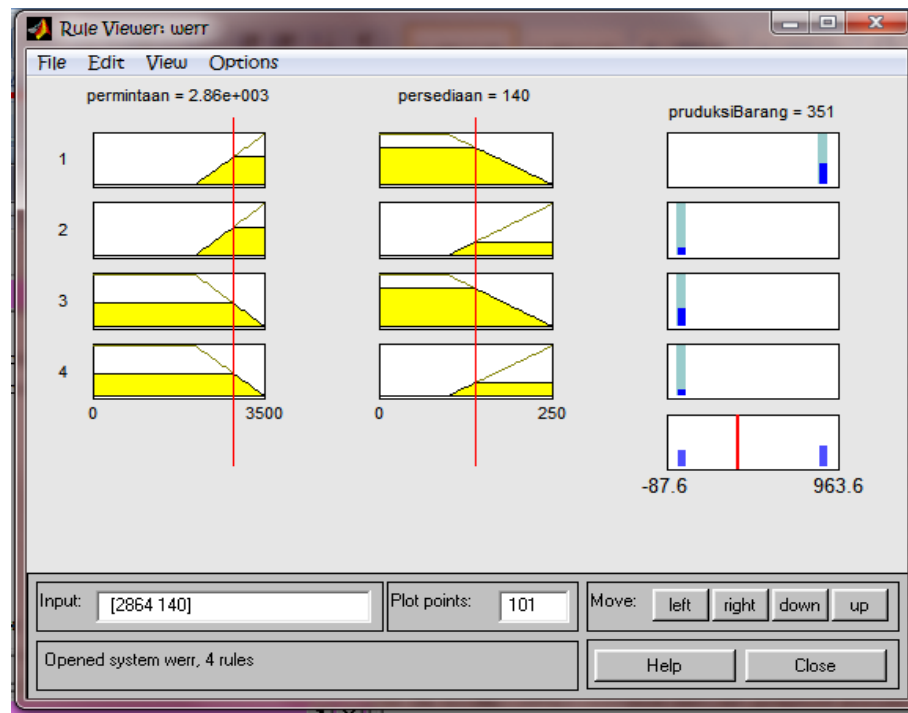 Rule Viewer: werr
File Edit View Options
permintaan = 2.86e+003
persediaan = 140
pruduksiBarang = 351
1
2
3
4
0 3500
0 250
-87.6 963.6
Input: [2864 140]
Plot points: 101
Move: left right down up
Opened system werr, 4 rules
Help Close